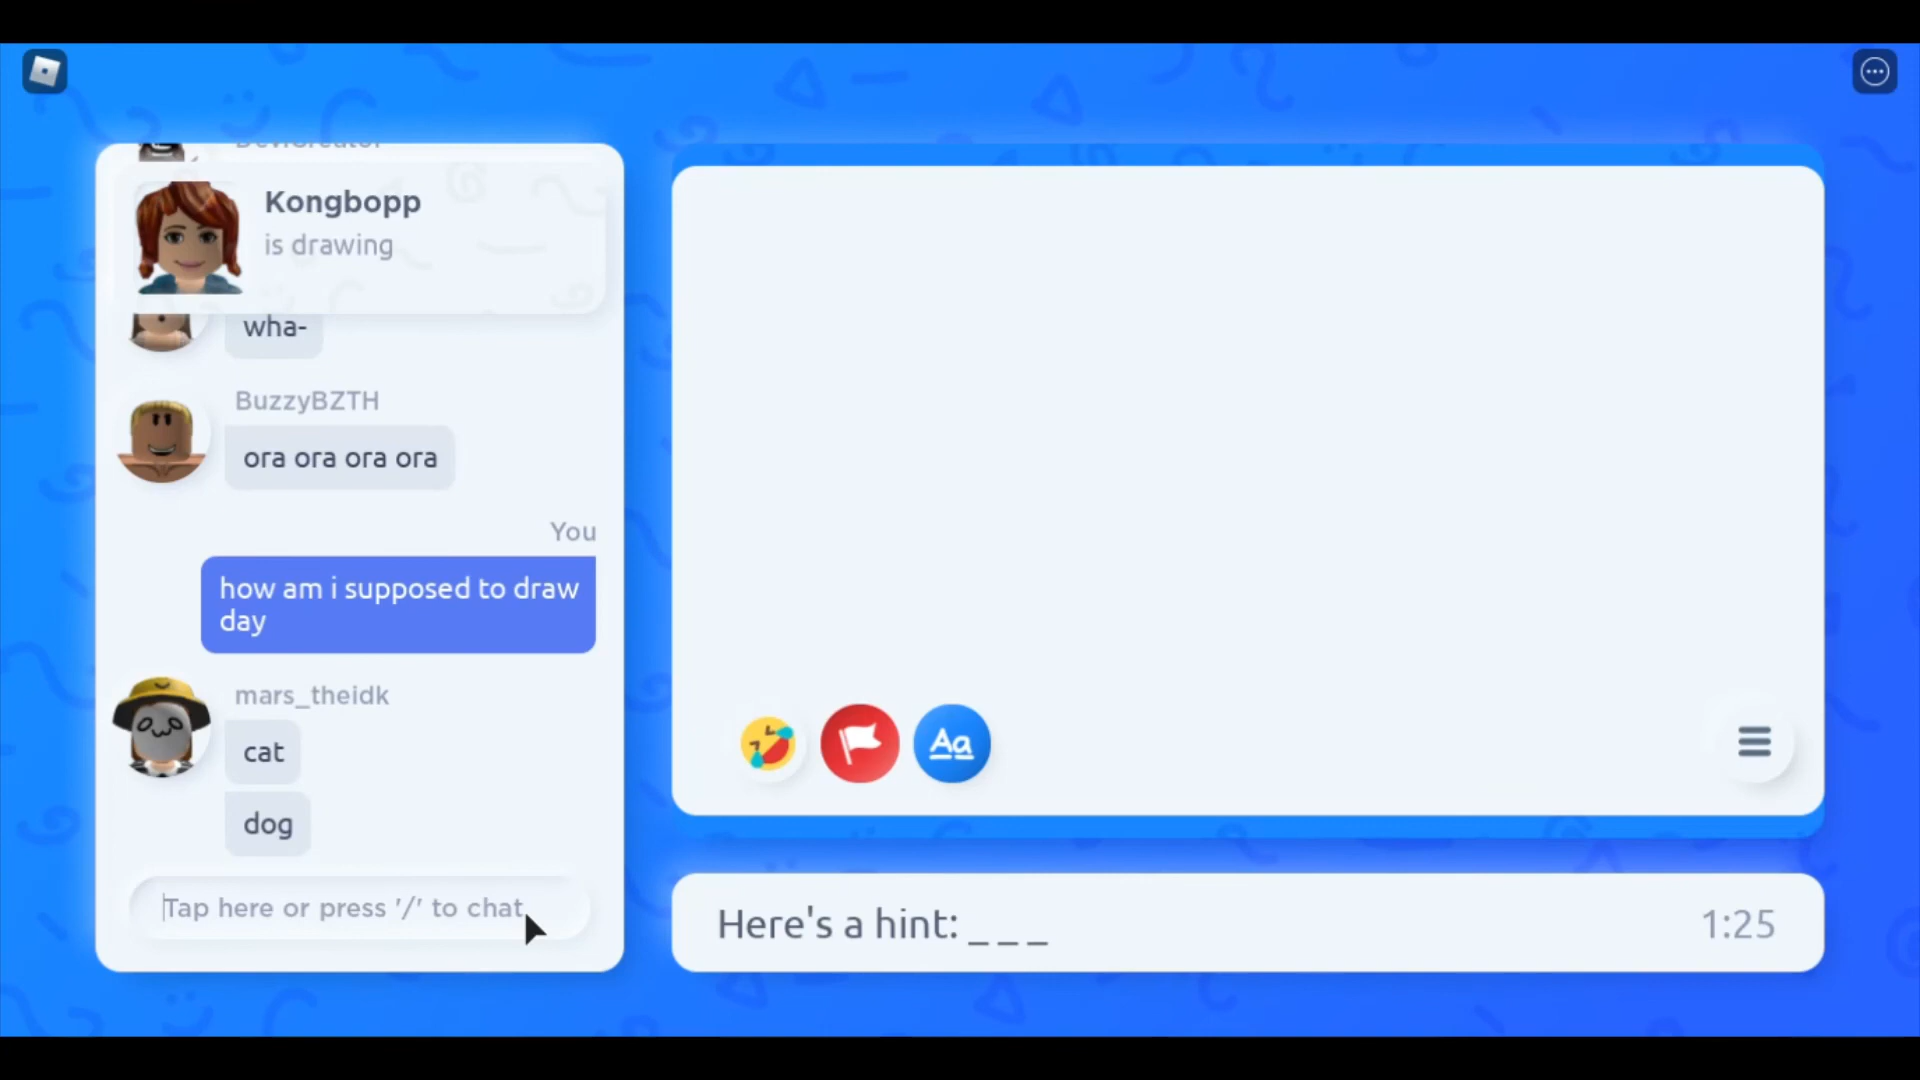 Kongbopp
is drawing
wha-
BuzzyBZTH
ora ora ora ora
You
how am i supposed to draw
day
mars_theidk
cat
dog
Tap here or press '/' to chat
Aa
Here's a hint: _ _ _
1:25